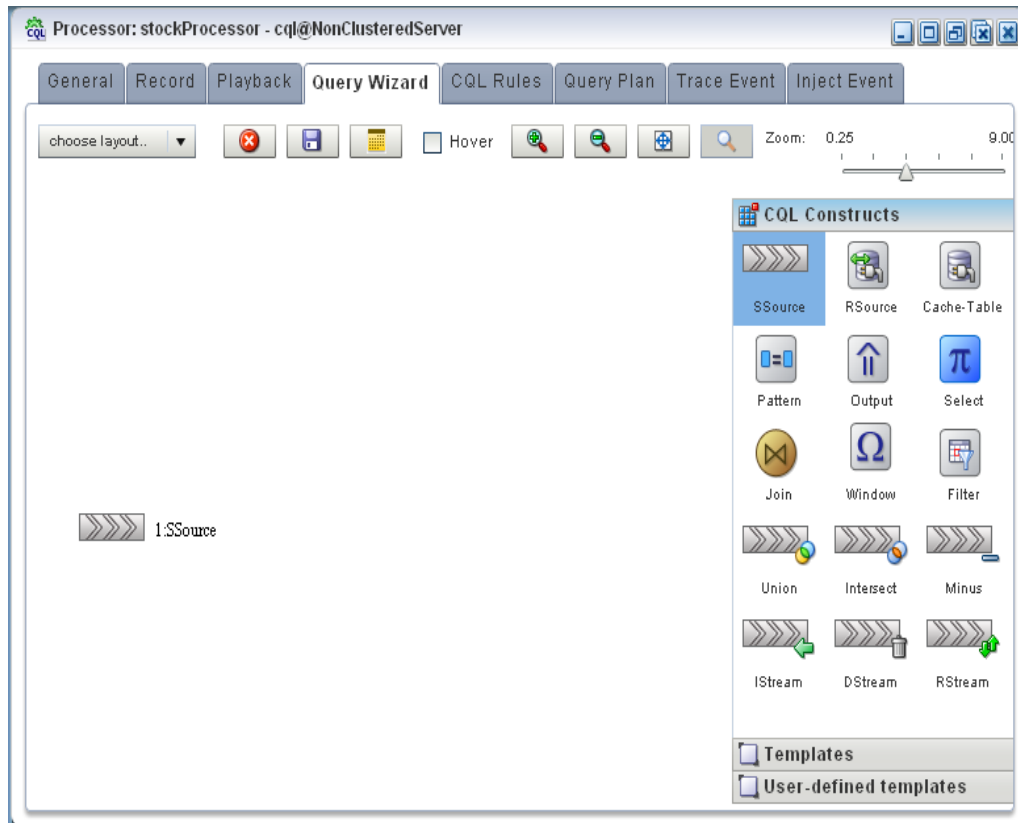 CQL Processor: stockProcessor - cql@NonClusteredServer
General Record Playback Query Wizard CQL Rules Query Plan Trace Event Inject Event
choose layout.. Hover Zoom: 0.25 9.00
CQL Constructs
SSource RSource Cache-Table
Pattern Output Select
Join Window Filter
1:SSource
Union Intersect Minus
IStream DStream RStream
Templates
User-defined templates